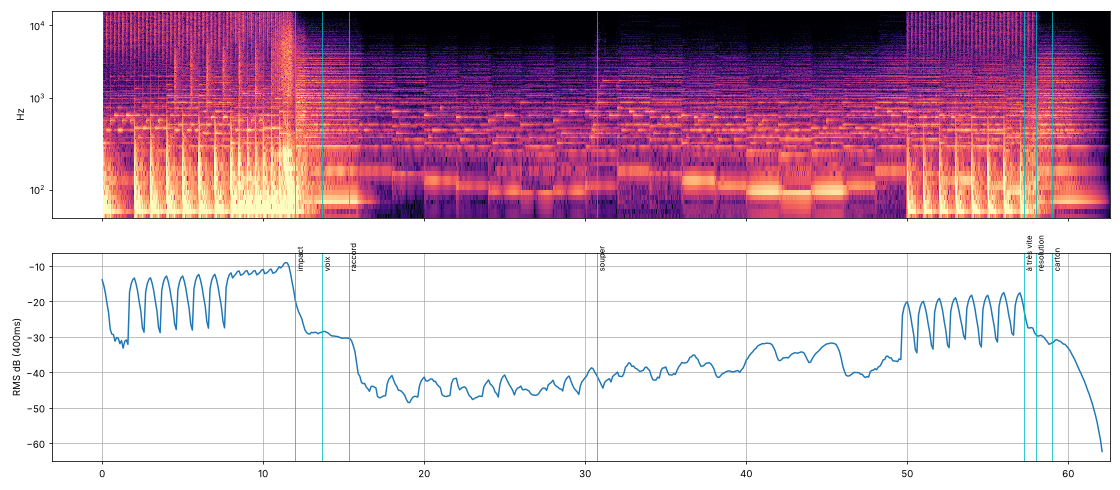 10⁴
10³
10²
Hz
impact
voix
raccord
souper
à très vite
résolution
carton
−10
−20
−30
−40
−50
−60
RMS dB (400ms)
0 10 20 30 40 50 60